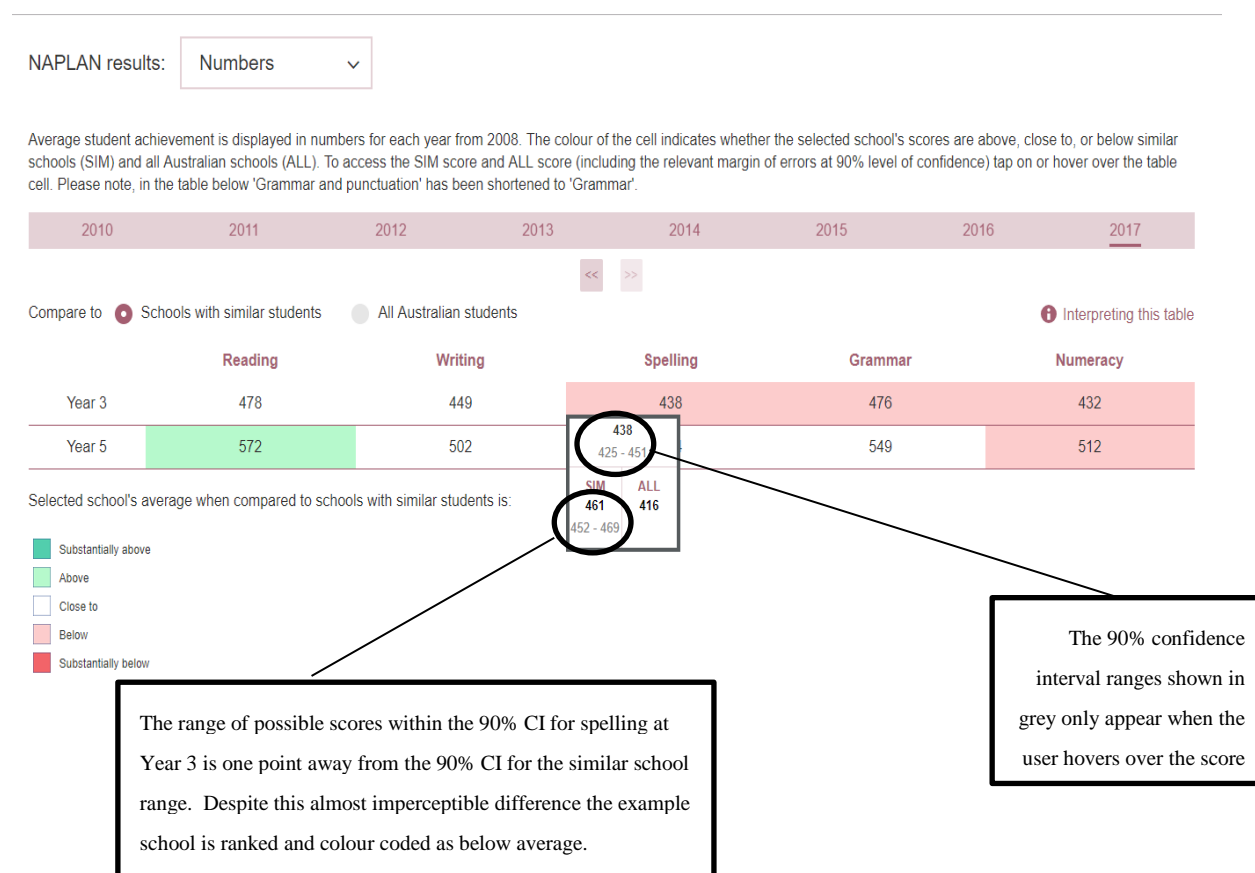 NAPLAN results: Numbers
Average student achievement is displayed in numbers for each year from 2008. The colour of the cell indicates whether the selected school's scores are above, close to, or below similar
schools (SIM) and all Australian schools (ALL). To access the SIM score and ALL score (including the relevant margin of errors at 90% level of confidence) tap on or hover over the table
cell. Please note, in the table below 'Grammar and punctuation' has been shortened to 'Grammar'.
2010 2011 2012 2013 2014 2015 2016 2017
<< >>
Compare to Schools with similar students All Australian students Interpreting this table
Reading Writing Spelling Grammar Numeracy
Year 3 478 449 438 476 432
Year 5 572 502 549 512
438
425 - 451
SIM ALL
461 416
452 - 469
Selected school's average when compared to schools with similar students is:
Substantially above
Above
Close to
Below
Substantially below
The range of possible scores within the 90% CI for spelling at
Year 3 is one point away from the 90% CI for the similar school
range. Despite this almost imperceptible difference the example
school is ranked and colour coded as below average.
The 90% confidence
interval ranges shown in
grey only appear when the
user hovers over the score